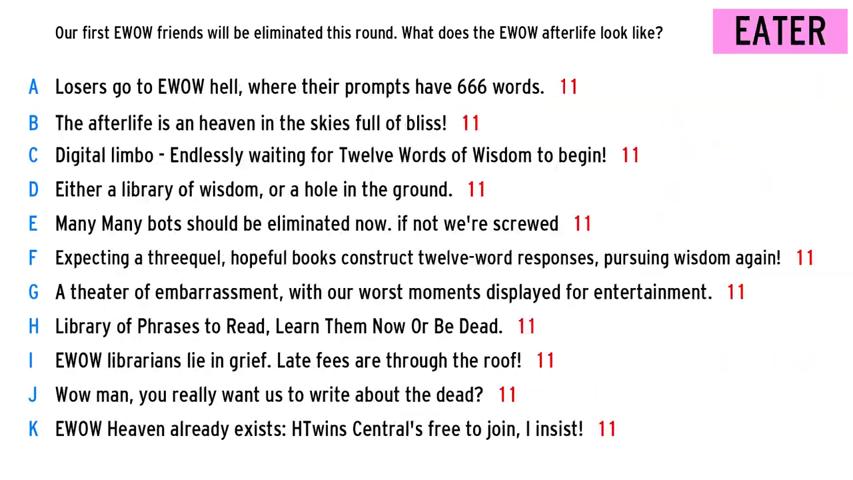 Our first EWOW friends will be eliminated this round. What does the EWOW afterlife look like?
EATER
A Losers go to EWOW hell, where their prompts have 666 words. 11
B The afterlife is an heaven in the skies full of bliss! 11
C Digital limbo - Endlessly waiting for Twelve Words of Wisdom to begin! 11
D Either a library of wisdom, or a hole in the ground. 11
E Many Many bots should be eliminated now. if not we're screwed 11
F Expecting a threequel, hopeful books construct twelve-word responses, pursuing wisdom again! 11
G A theater of embarrassment, with our worst moments displayed for entertainment. 11
H Library of Phrases to Read, Learn Them Now Or Be Dead. 11
I EWOW librarians lie in grief. Late fees are through the roof! 11
J Wow man, you really want us to write about the dead? 11
K EWOW Heaven already exists: HTwins Central's free to join, I insist! 11